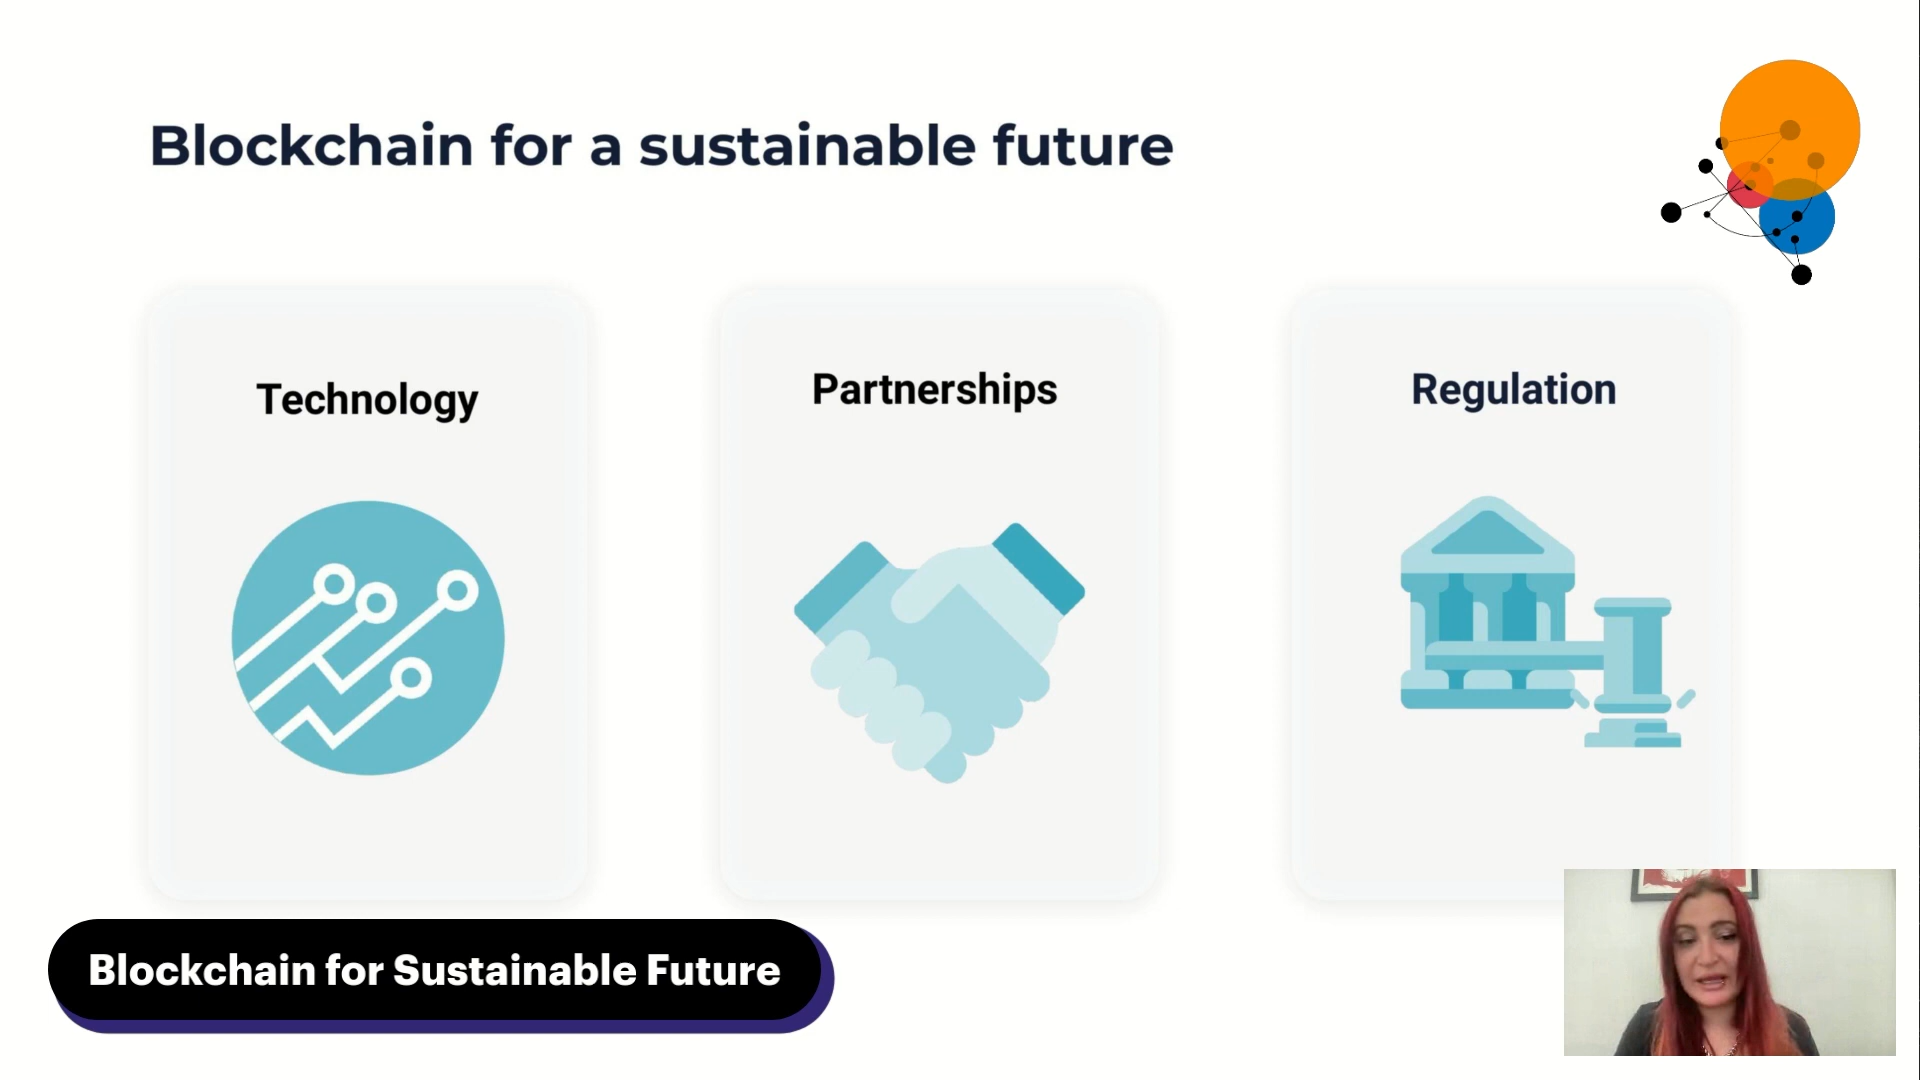 Blockchain for a sustainable future
Technology
Partnerships
Regulation
Blockchain for Sustainable Future